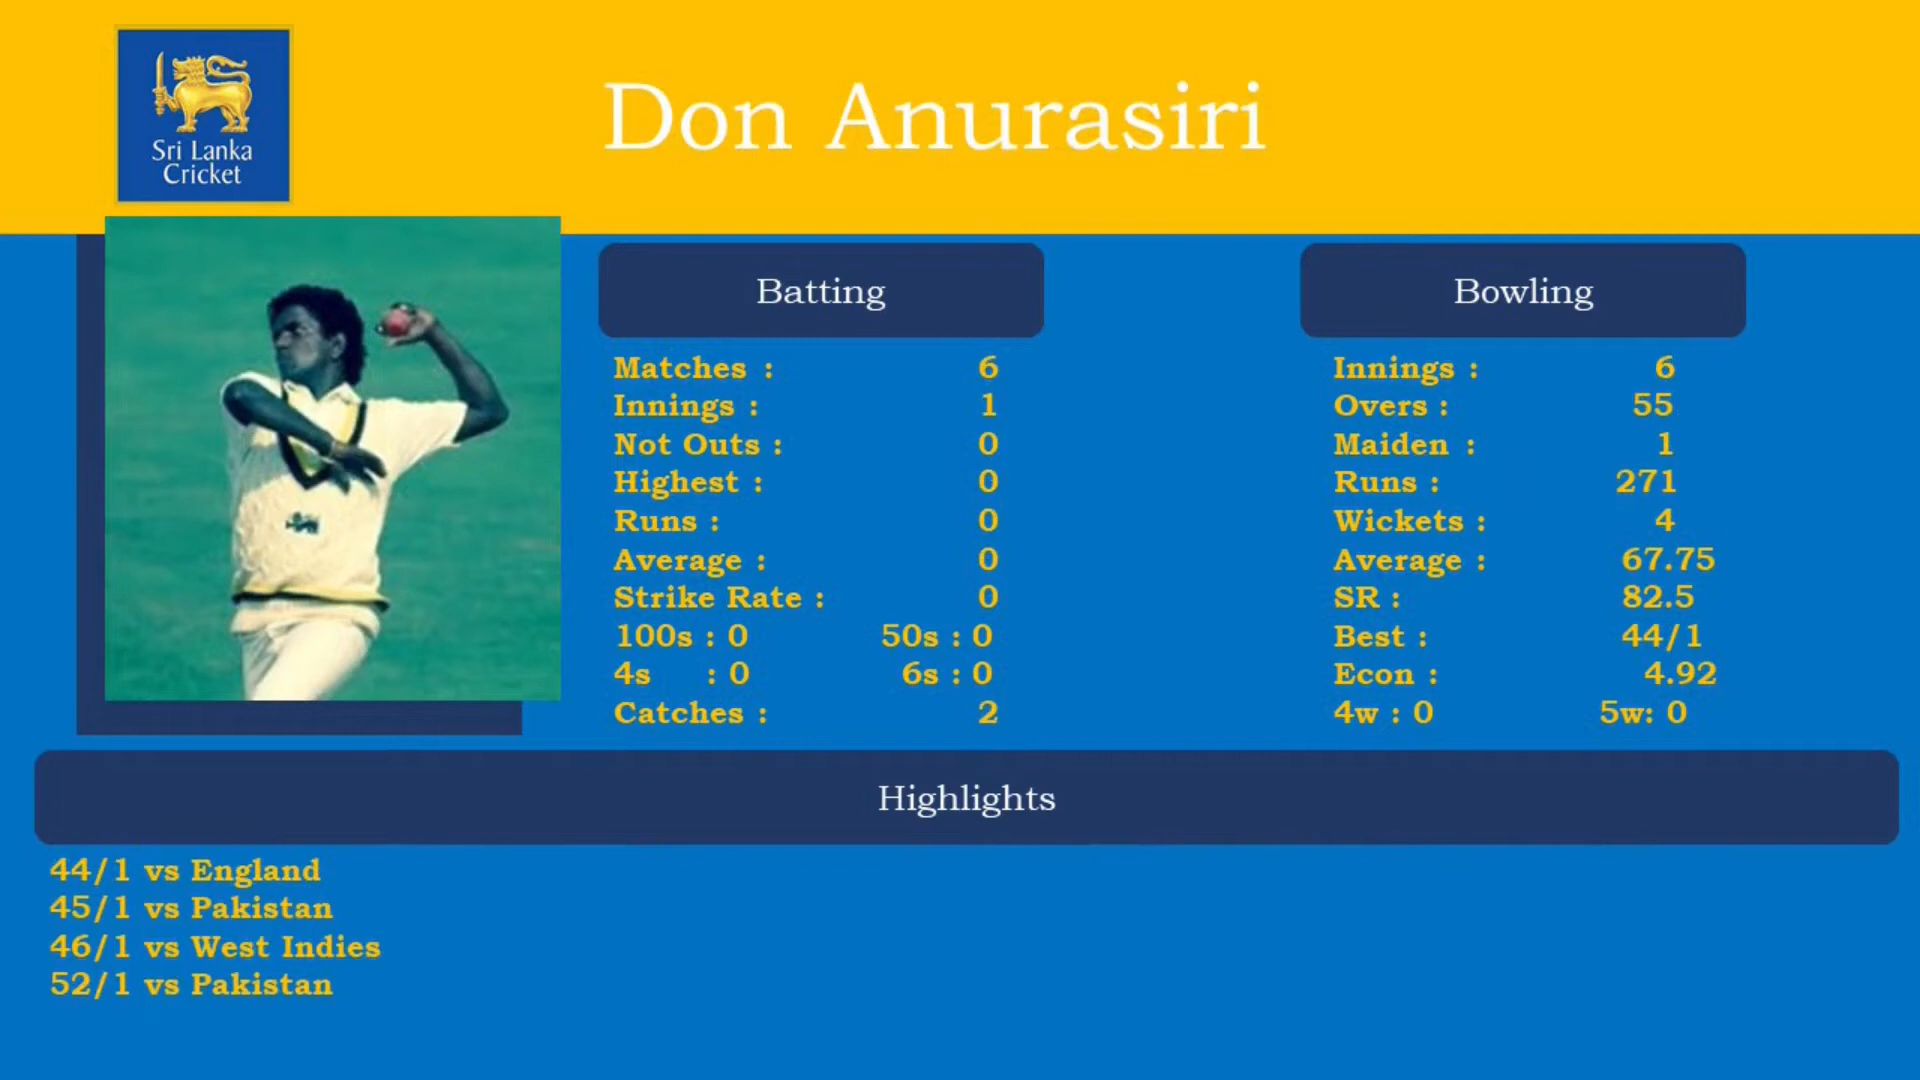 Sri Lanka
Cricket
Don Anurasiri
Batting
Matches : 6
Innings : 1
Not Outs : 0
Highest : 0
Runs : 0
Average : 0
Strike Rate : 0
100s : 0 50s : 0
4s : 0 6s : 0
Catches : 2
Bowling
Innings : 6
Overs : 55
Maiden : 1
Runs : 271
Wickets : 4
Average : 67.75
SR : 82.5
Best : 44/1
Econ : 4.92
4w : 0 5w: 0
Highlights
44/1 vs England
45/1 vs Pakistan
46/1 vs West Indies
52/1 vs Pakistan